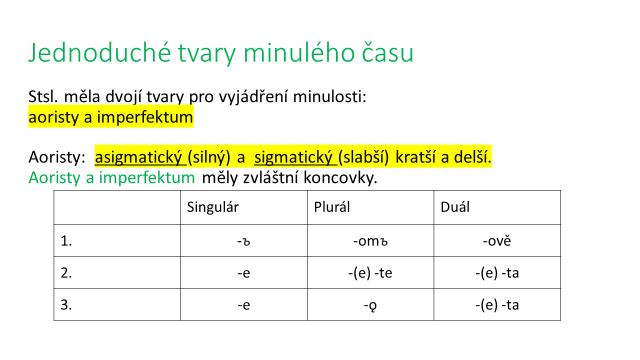 Jednoduché tvary minulého času
Stsl. měla dvojí tvary pro vyjádření minulosti:
aoristy a imperfektum
Aoristy: asigmatický (silný) a sigmatický (slabší) kratší a delší.
Aoristy a imperfektum měly zvláštní koncovky.
Singulár Plurál Duál
1. -ъ -omъ -ově
2. -e -(e) -te -(e) -ta
3. -e -ǫ -(e) -ta